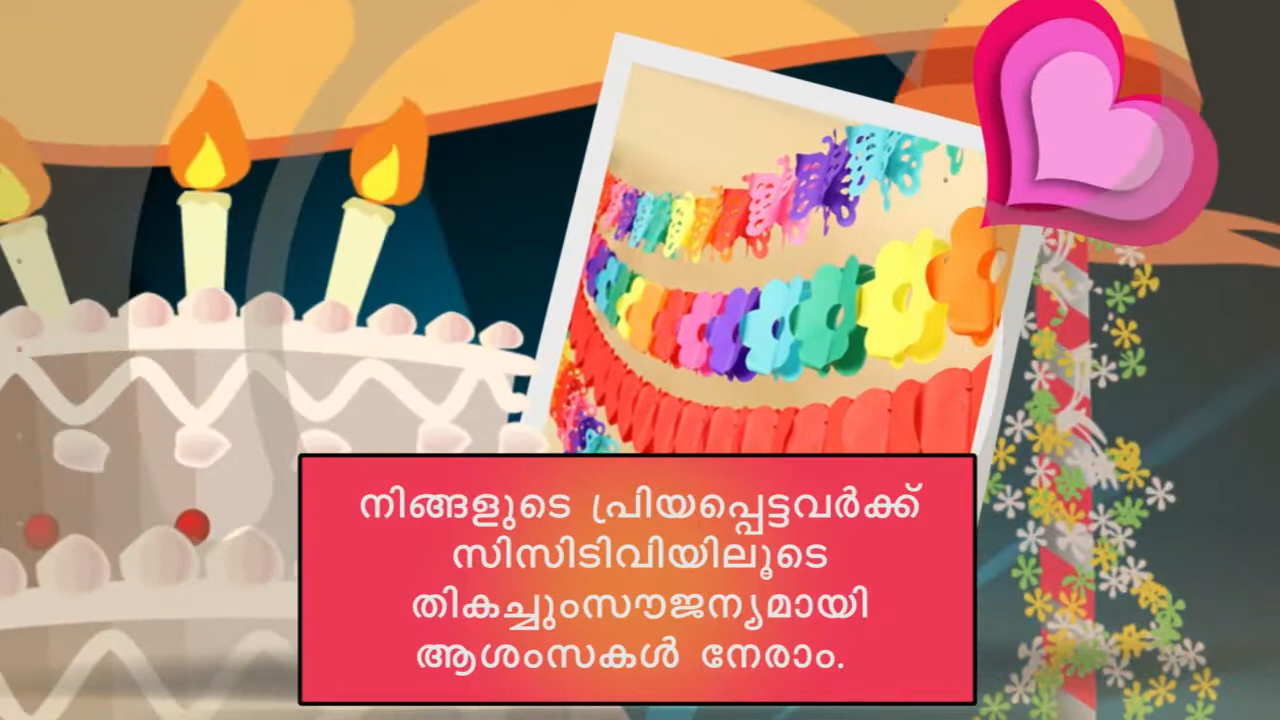 നിങ്ങളുടെ പ്രിയപ്പെട്ടവർക്ക്
സിസിടിവിയിലൂടെ
തികച്ചുംസൗജന്യമായി
ആശംസകൾ നേരാം.